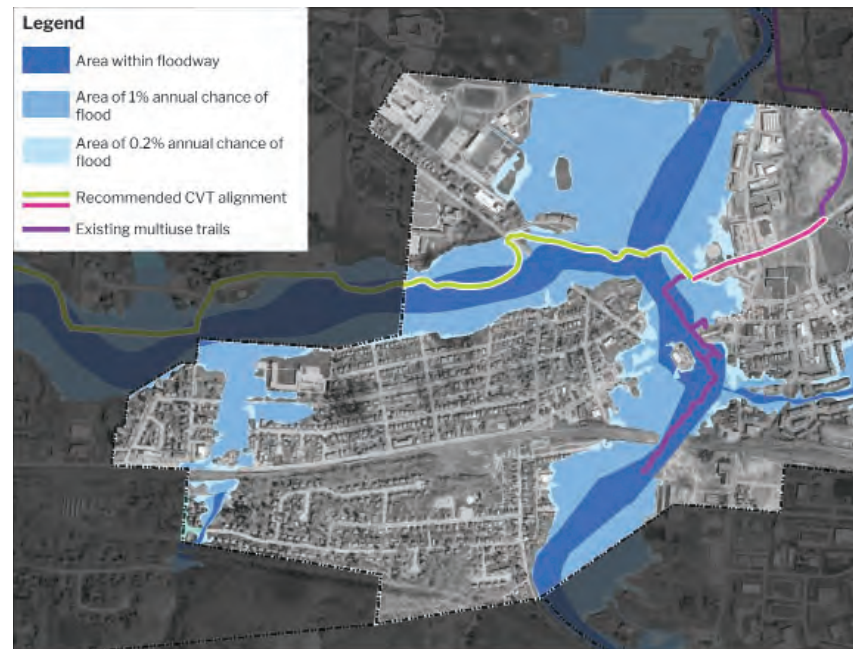 Legend
Area within floodway
Area of 1% annual chance of
flood
Area of 0.2% annual chance of
flood
Recommended CVT alignment
Existing multiuse trails